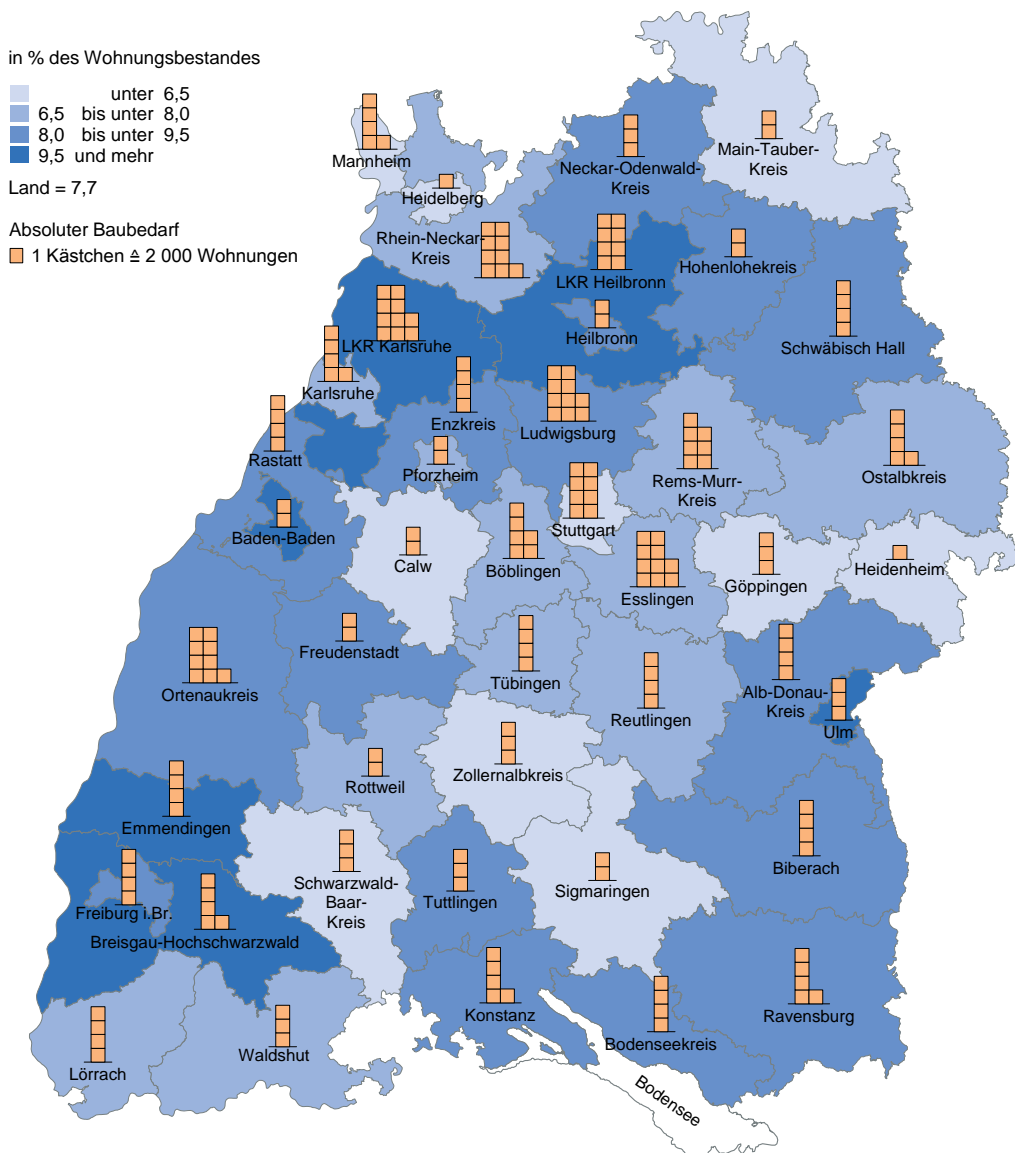 in % des Wohnungsbestandes
unter 6,5
6,5 bis unter 8,0
8,0 bis unter 9,5
9,5 und mehr
Land = 7,7
Absoluter Baubedarf
1 Kästchen ≙ 2 000 Wohnungen
Mannheim
Heidelberg
Main-Tauber-
Kreis
Neckar-Odenwald-
Kreis
Rhein-Neckar-
Kreis
LKR Heilbronn
Hohenlohekreis
Heilbronn
Schwäbisch Hall
LKR Karlsruhe
Karlsruhe
Enzkreis
Ludwigsburg
Rastatt
Pforzheim
Rems-Murr-
Kreis
Ostalbkreis
Baden-Baden
Calw
Böblingen
Stuttgart
Esslingen
Göppingen
Heidenheim
Freudenstadt
Ortenaukreis
Tübingen
Reutlingen
Alb-Donau-
Kreis
Ulm
Rottweil
Zollernalbkreis
Emmendingen
Biberach
Schwarzwald-
Baar-
Kreis
Tuttlingen
Sigmaringen
Freiburg i.Br.
Breisgau-Hochschwarzwald
Konstanz
Ravensburg
Bodenseekreis
Waldshut
Lörrach
Bodensee